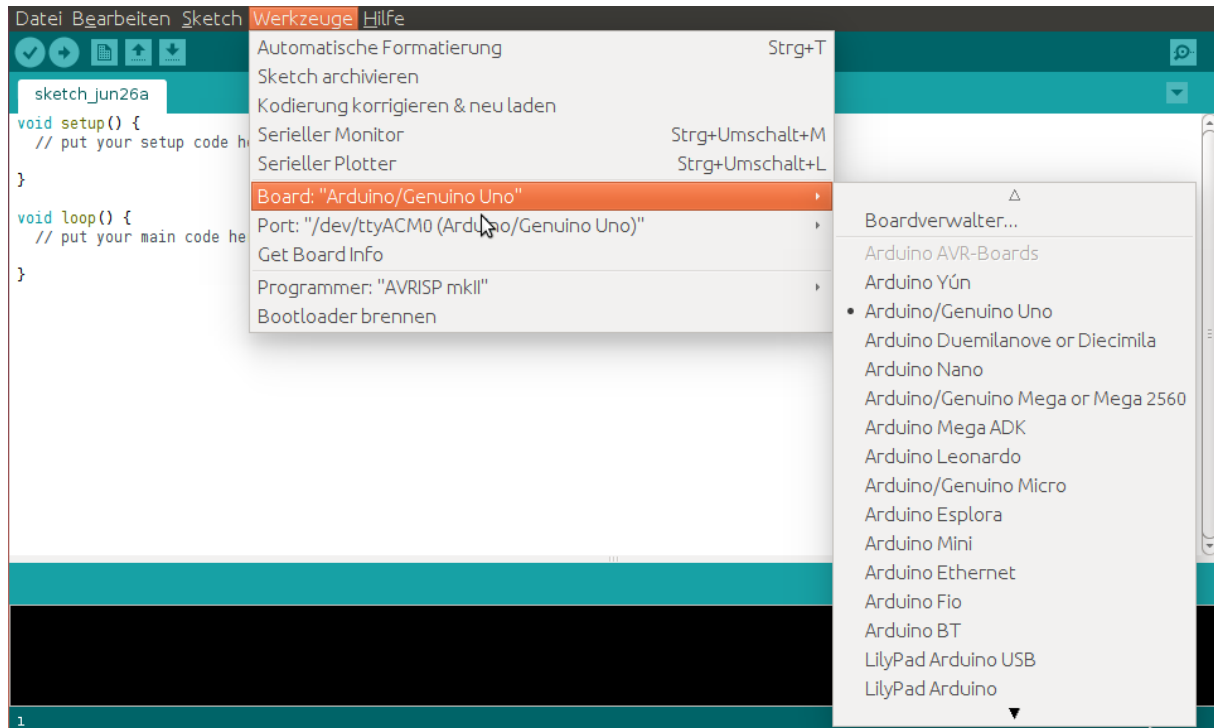 Datei Bearbeiten Sketch Werkzeuge Hilfe
Automatische Formatierung Strg+T
Sketch archivieren
Kodierung korrigieren & neu laden
Serieller Monitor Strg+Umschalt+M
Serieller Plotter Strg+Umschalt+L
Board: "Arduino/Genuino Uno"
Port: "/dev/ttyACM0 (Arduino/Genuino Uno)"
Get Board Info
Programmer: "AVRISP mkII"
Bootloader brennen
Boardverwalter...
Arduino AVR-Boards
Arduino Yún
Arduino/Genuino Uno
Arduino Duemilanove or Diecimila
Arduino Nano
Arduino/Genuino Mega or Mega 2560
Arduino Mega ADK
Arduino Leonardo
Arduino/Genuino Micro
Arduino Esplora
Arduino Mini
Arduino Ethernet
Arduino Fio
Arduino BT
LilyPad Arduino USB
LilyPad Arduino
sketch_jun26a
void setup() {
// put your setup code
}
void loop() {
// put your main code
}
1